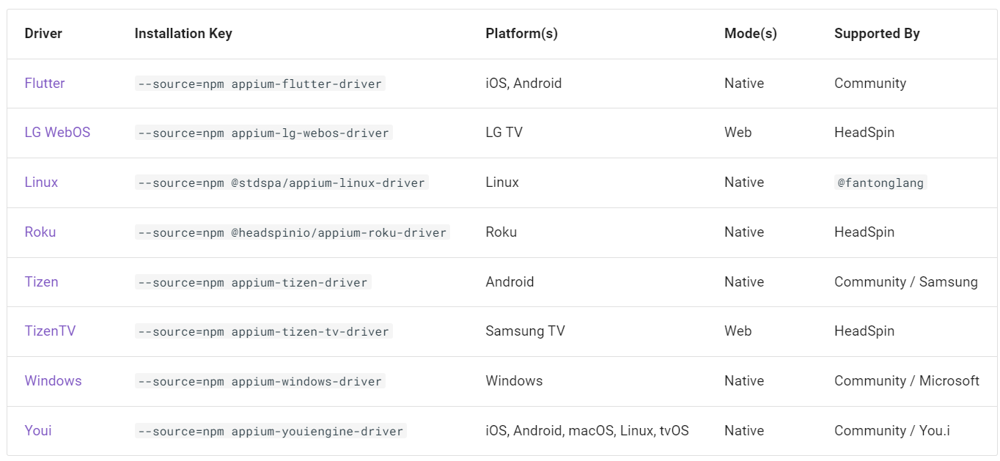 Driver Installation Key Platform(s) Mode(s) Supported By
Flutter --source=npm appium-flutter-driver iOS, Android Native Community
LG WebOS --source=npm appium-lg-webos-driver LG TV Web HeadSpin
Linux --source=npm @stdspa/appium-linux-driver Linux Native @fantonglang
Roku --source=npm @headspinio/appium-roku-driver Roku Native HeadSpin
Tizen --source=npm appium-tizen-driver Android Native Community / Samsung
TizenTV --source=npm appium-tizen-tv-driver Samsung TV Web HeadSpin
Windows --source=npm appium-windows-driver Windows Native Community / Microsoft
Youi --source=npm appium-youiengine-driver iOS, Android, macOS, Linux, tvOS Native Community / You.i